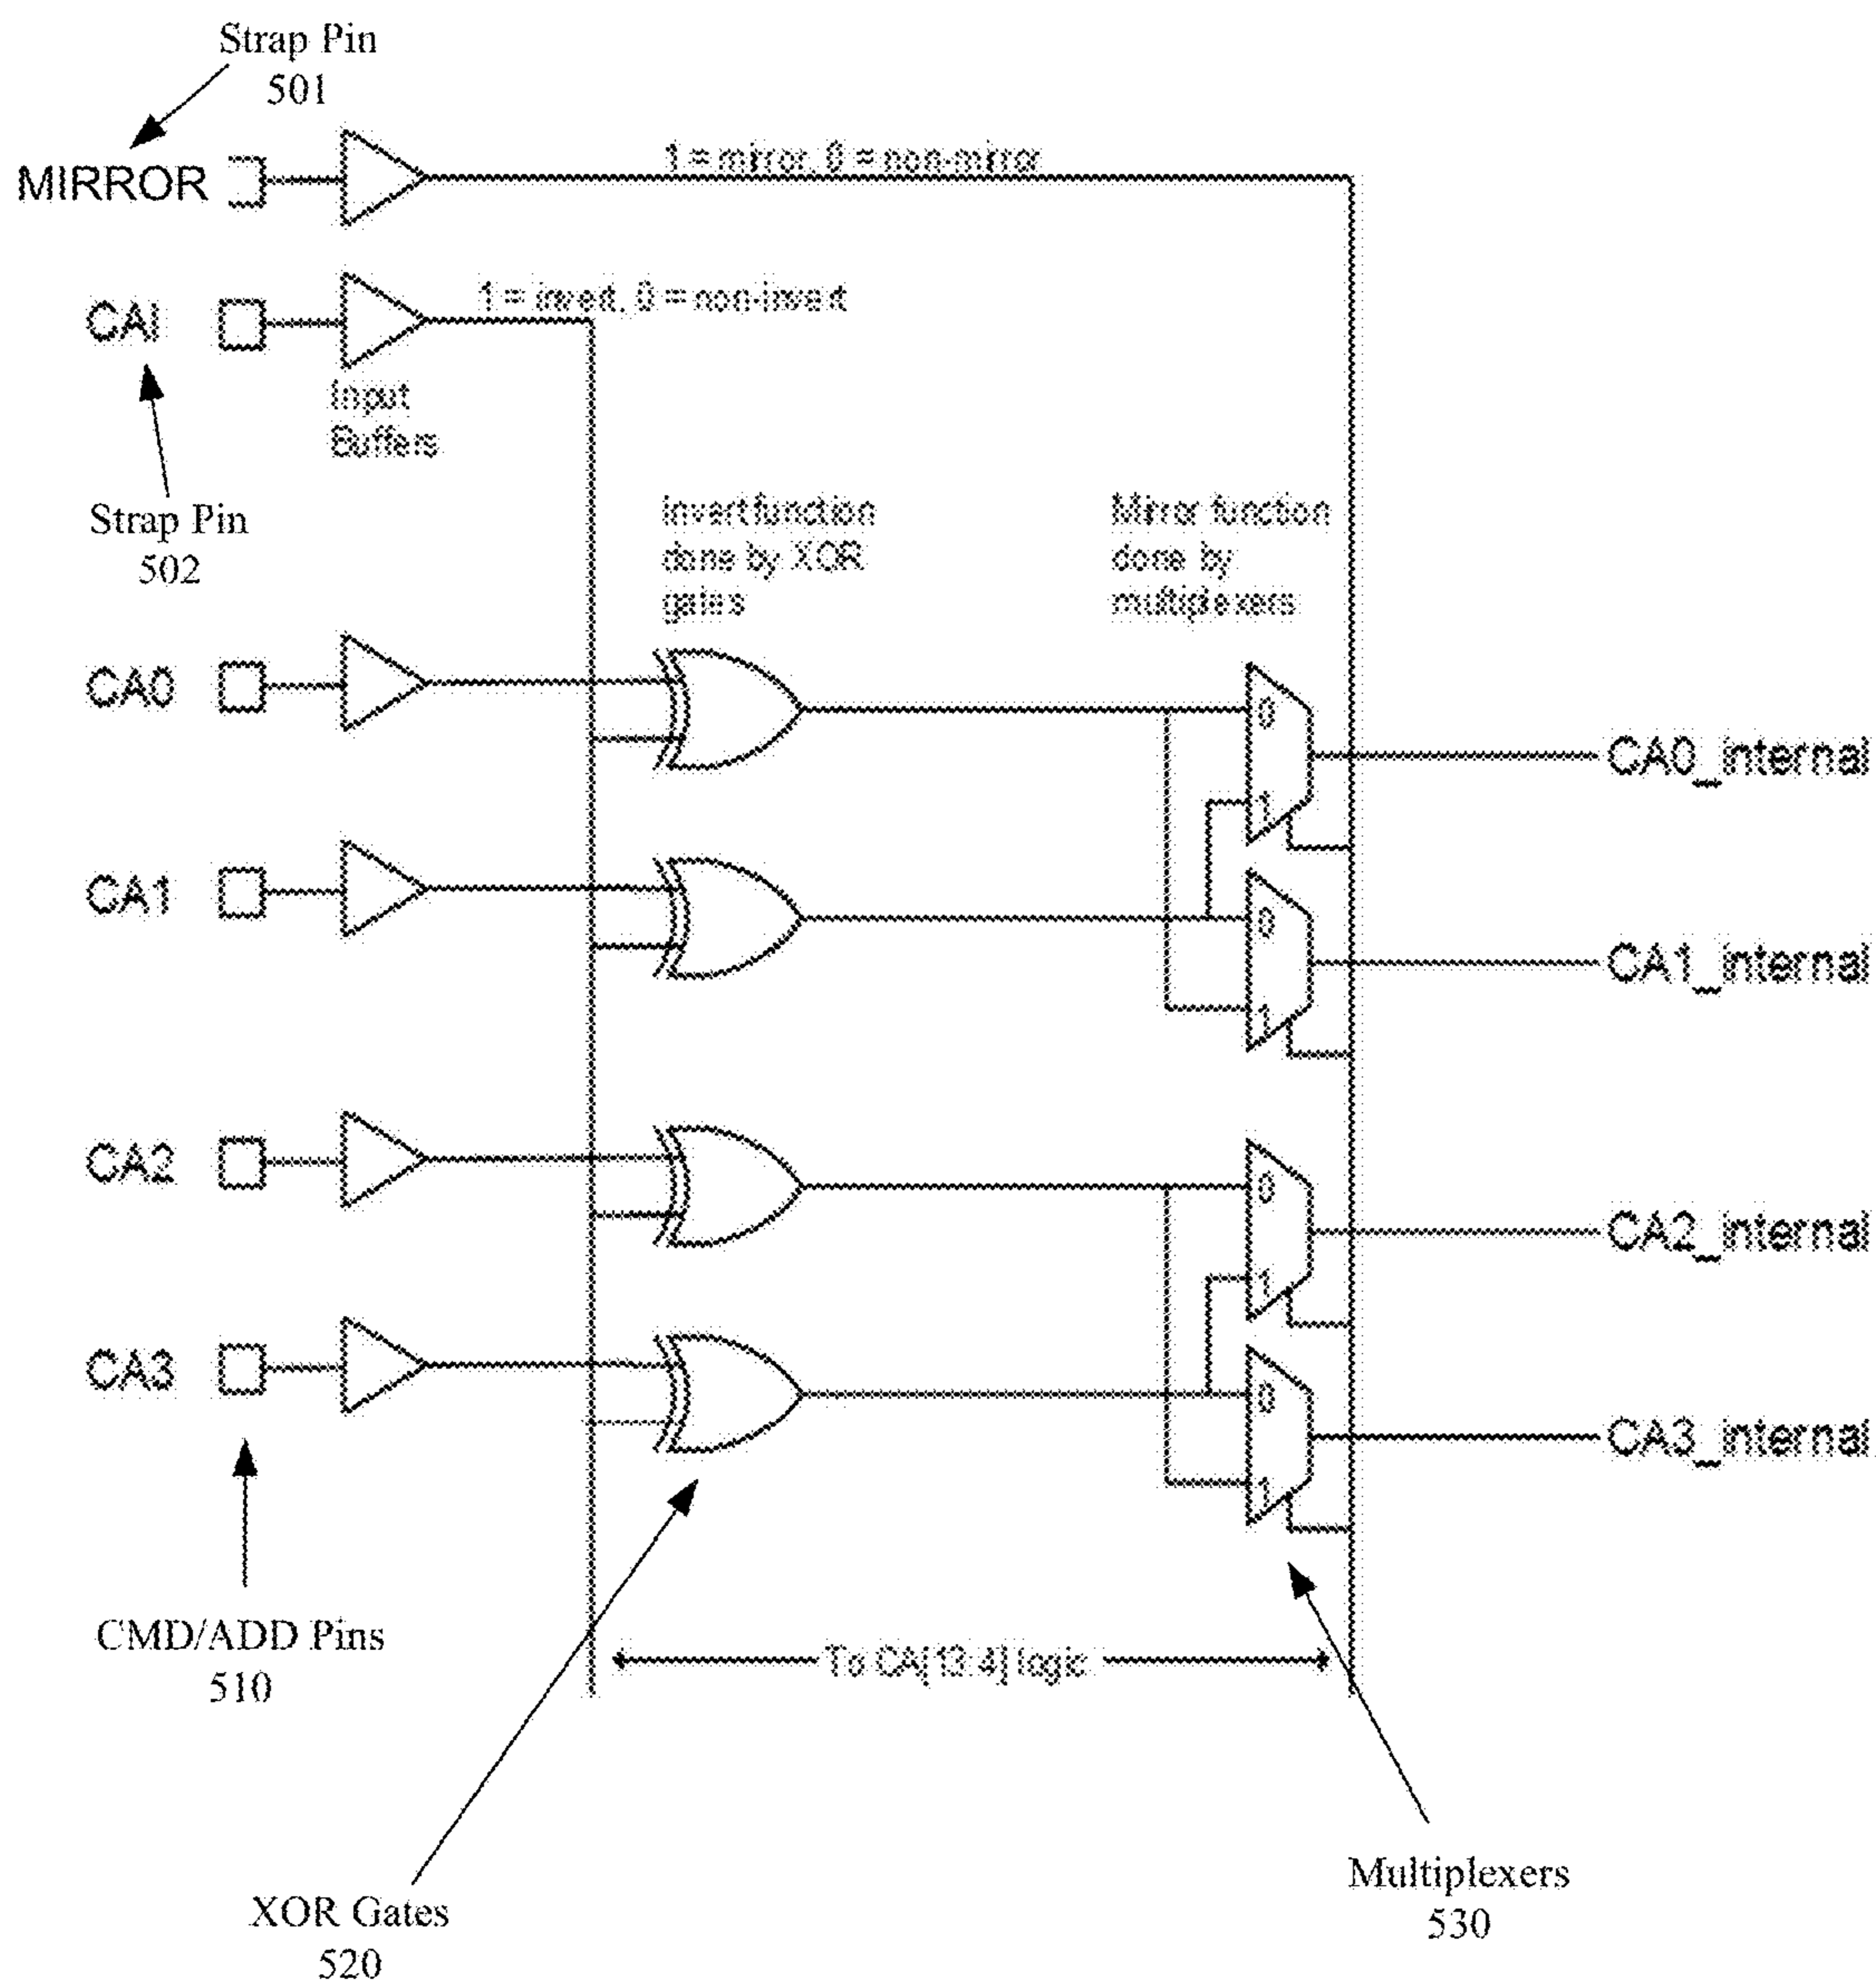 Strap Pin
501
MIRROR
1 = mirror, 0 = non-mirror
CAI
1 = invert, 0 = non-invert
Input
Buffers
Strap Pin
502
Invert function
done by XOR
gates
Mirror function
done by
multiplexers
CA0
0
1
CA0_internal
CA1
0
1
CA1_internal
CA2
0
1
CA2_internal
CA3
0
1
CA3_internal
CMD/ADD Pins
510
To CA[13:4] logic
XOR Gates
520
Multiplexers
530